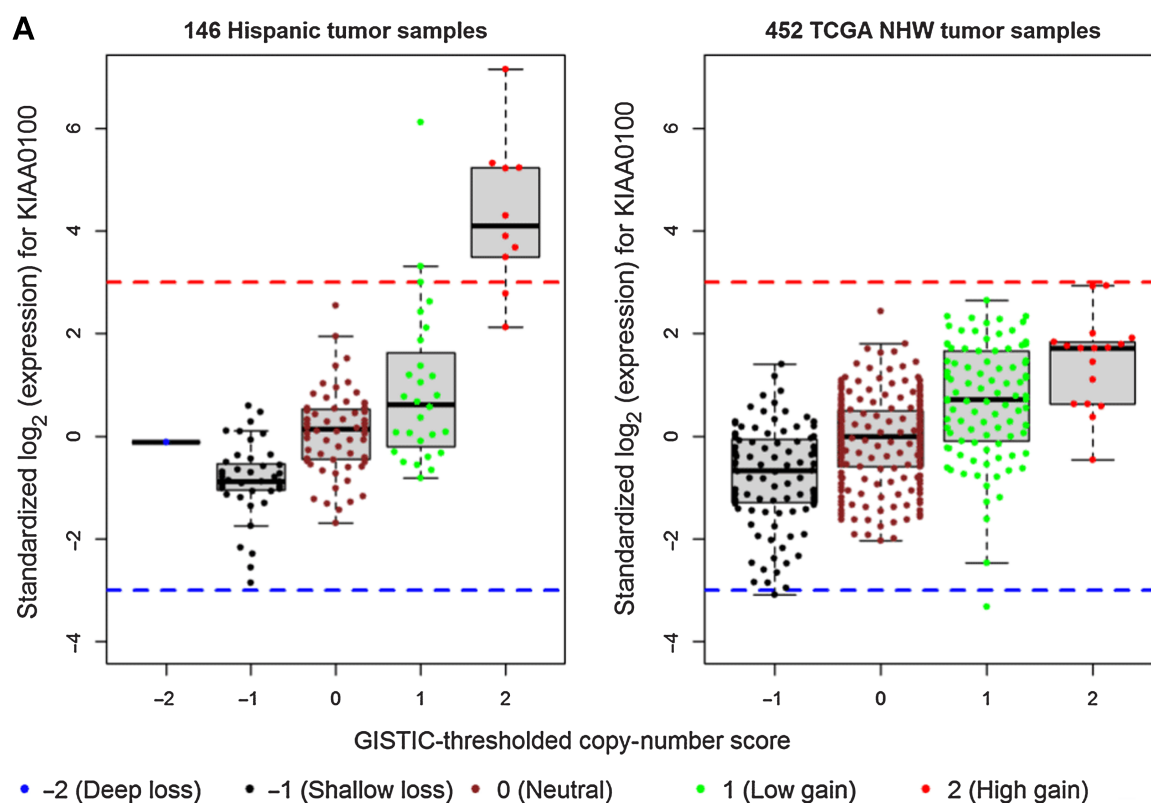 A
146 Hispanic tumor samples
452 TCGA NHW tumor samples
Standardized log2 (expression) for KIAA0100
6
4
2
0
−2
−4
−2 −1 0 1 2
Standardized log2 (expression) for KIAA0100
6
4
2
0
−2
−4
−1 0 1 2
GISTIC-thresholded copy-number score
−2 (Deep loss) −1 (Shallow loss) 0 (Neutral) 1 (Low gain) 2 (High gain)